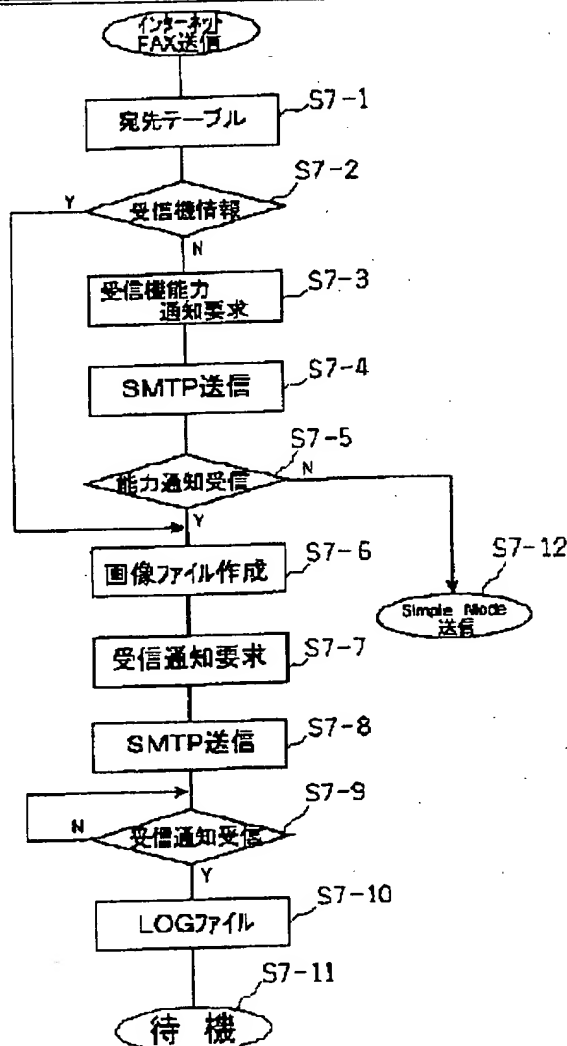 インターネット
FAX送信
S7-1
宛先テーブル
S7-2
Y
受信機情報
N
S7-3
受信機能力
通知要求
S7-4
SMTP送信
S7-5
能力通知受信
N
Y
S7-6
画像ファイル作成
S7-12
Simple Mode
送信
S7-7
受信通知要求
S7-8
SMTP送信
S7-9
N
受信通知受信
Y
S7-10
LOGファイル
S7-11
待 機